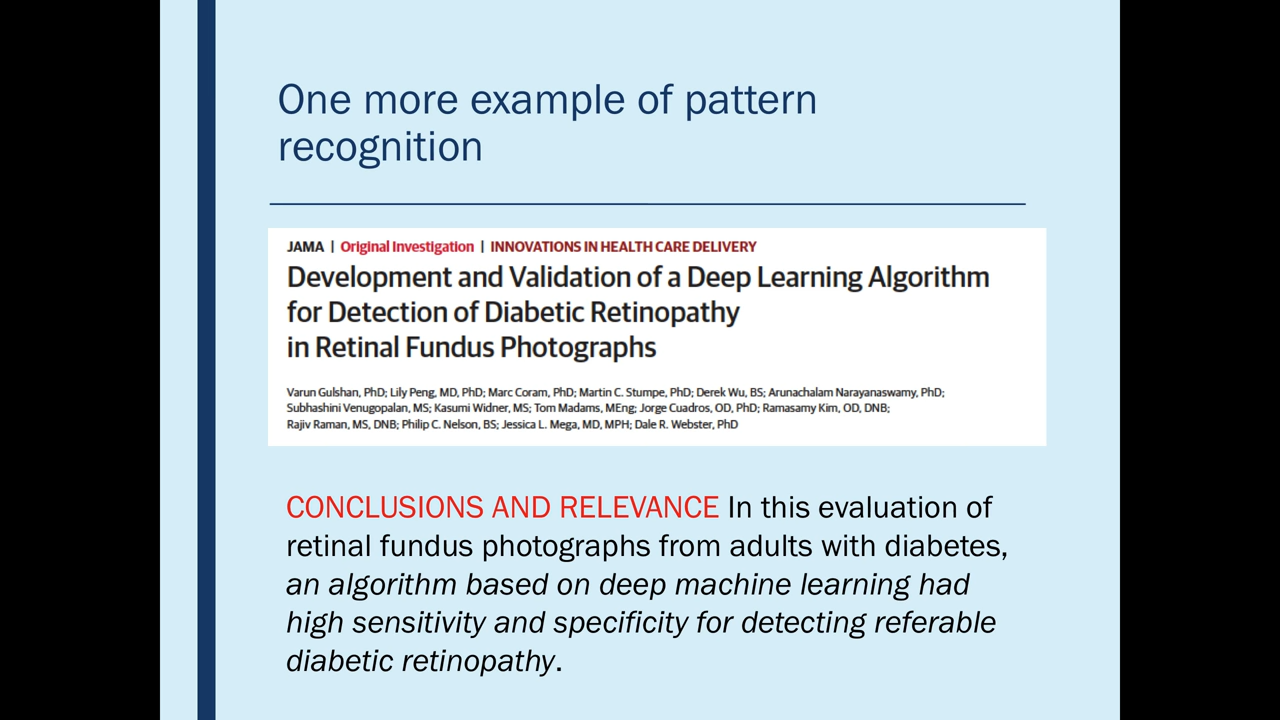 One more example of pattern
recognition
JAMA | Original Investigation | INNOVATIONS IN HEALTH CARE DELIVERY
Development and Validation of a Deep Learning Algorithm
for Detection of Diabetic Retinopathy
in Retinal Fundus Photographs
Varun Gulshan, PhD; Lily Peng, MD, PhD; Marc Coram, PhD; Martin C. Stumpe, PhD; Derek Wu, BS; Arunachalam Narayanaswamy, PhD;
Subhashini Venugopalan, MS; Kasumi Widner, MS; Tom Madams, MEng; Jorge Cuadros, OD, PhD; Ramasamy Kim, OD, DNB;
Rajiv Raman, MS, DNB; Philip C. Nelson, BS; Jessica L. Mega, MD, MPH; Dale R. Webster, PhD
CONCLUSIONS AND RELEVANCE In this evaluation of
retinal fundus photographs from adults with diabetes,
an algorithm based on deep machine learning had
high sensitivity and specificity for detecting referable
diabetic retinopathy.